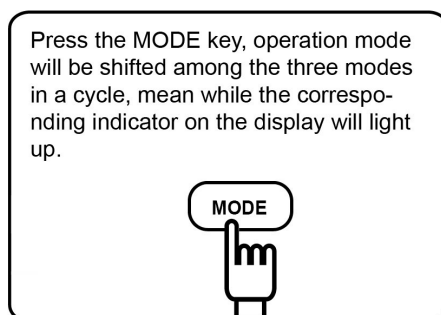 Press the MODE key, operation mode
will be shifted among the three modes
in a cycle, mean while the correspo-
nding indicator on the display will light
up.
MODE